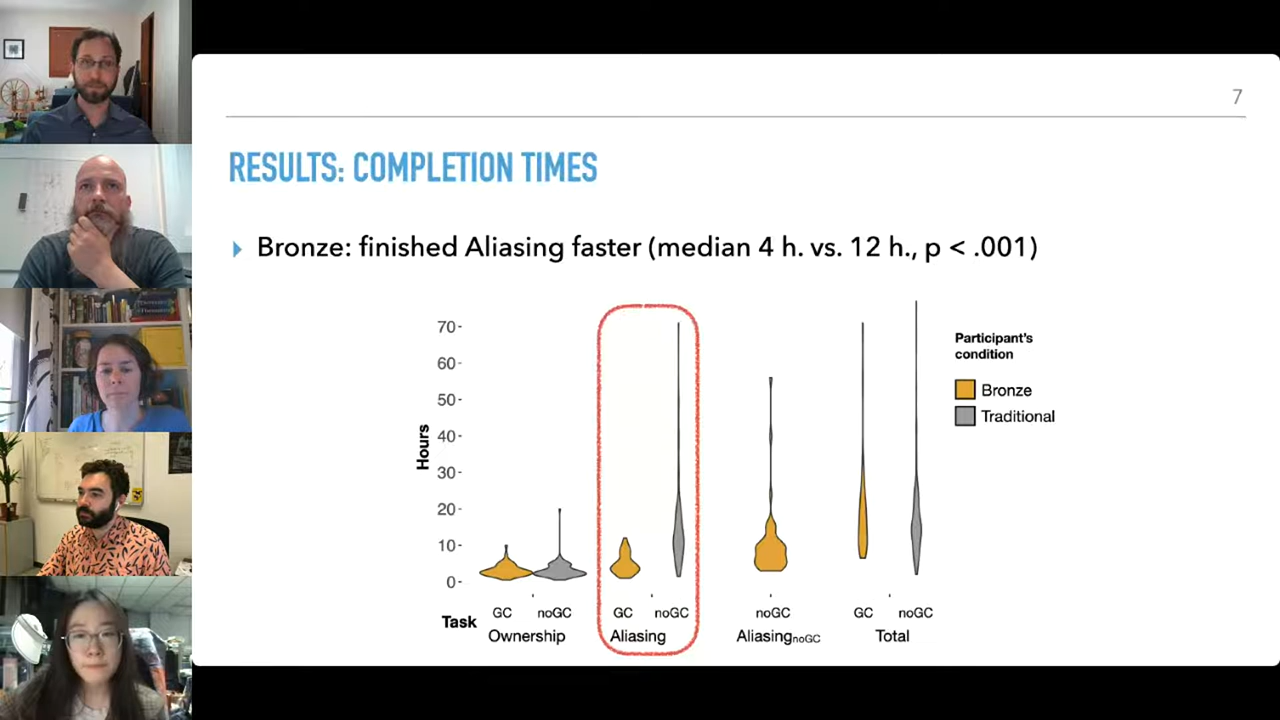 7
RESULTS: COMPLETION TIMES
Bronze: finished Aliasing faster (median 4 h. vs. 12 h., p < .001)
Hours
70
60
50
40
30
20
10
0
Participant's
condition
Bronze
Traditional
Task
GC noGC GC noGC noGC GC noGC
Ownership Aliasing AliasingnoGC Total